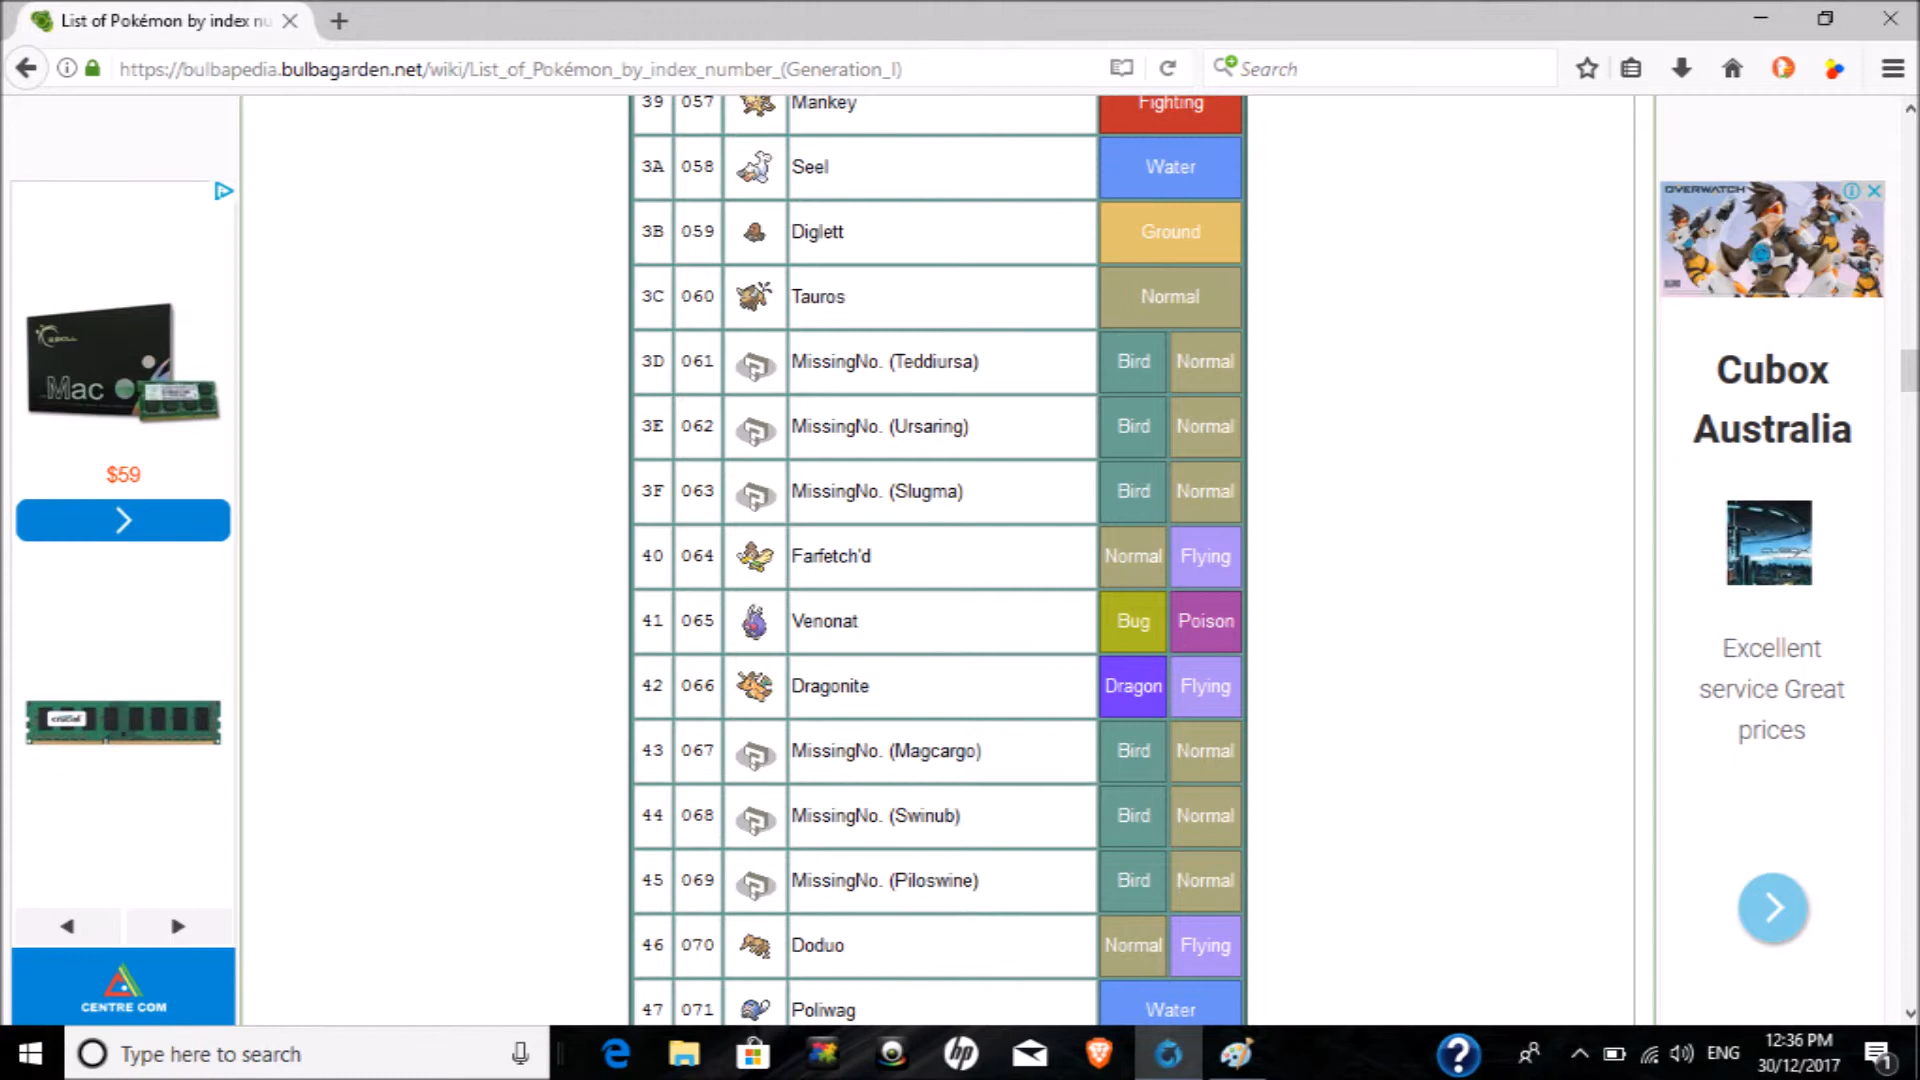 List of Pokémon by index nu
https://bulbapedia.bulbagarden.net/wiki/List_of_Pokémon_by_index_number_(Generation_I)
Search
39 057 Mankey Fighting
3A 058 Seel Water
3B 059 Diglett Ground
3C 060 Tauros Normal
3D 061 MissingNo. (Teddiursa) Bird Normal
3E 062 MissingNo. (Ursaring) Bird Normal
3F 063 MissingNo. (Slugma) Bird Normal
40 064 Farfetch'd Normal Flying
41 065 Venonat Bug Poison
42 066 Dragonite Dragon Flying
43 067 MissingNo. (Magcargo) Bird Normal
44 068 MissingNo. (Swinub) Bird Normal
45 069 MissingNo. (Piloswine) Bird Normal
46 070 Doduo Normal Flying
47 071 Poliwag Water
G.SKILL
Mac
$59
crucial
CENTRE COM
OVERWATCH
Cubox
Australia
CUBOX
Excellent
service Great
prices
Type here to search
hp
ENG
12:36 PM
30/12/2017
1